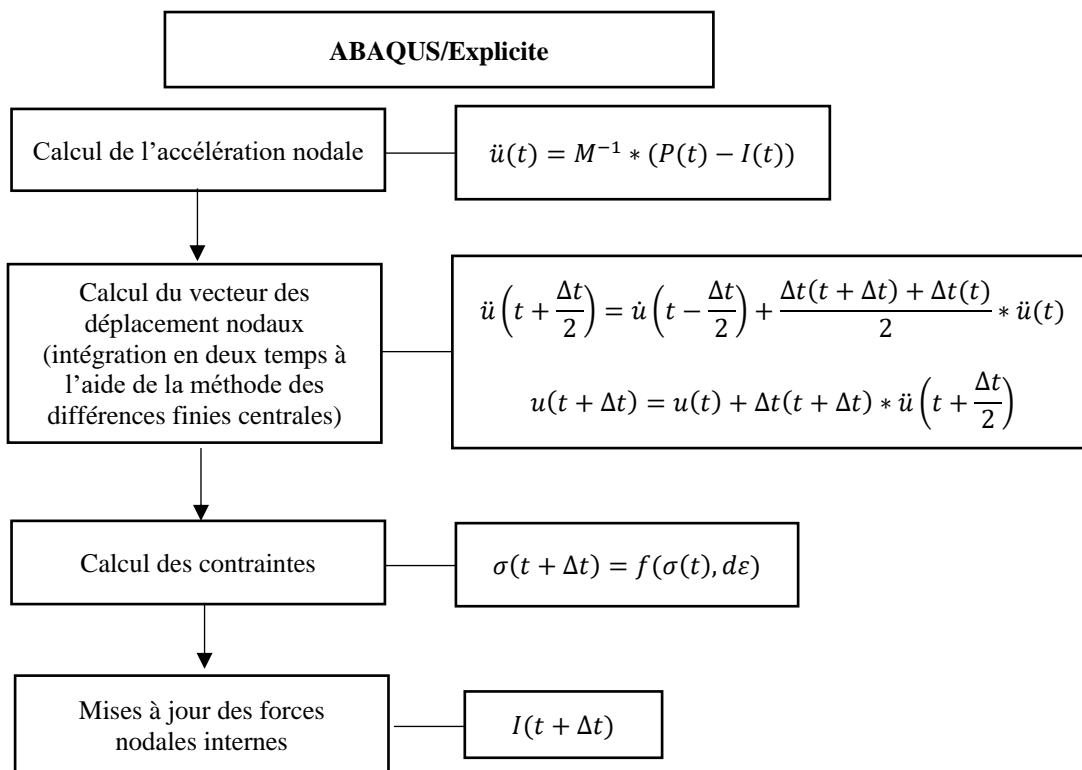 ABAQUS/Explicite
Calcul de l’accélération nodale
ü(t) = M⁻¹ ∗ (P(t) − I(t))
Calcul du vecteur des
déplacement nodaux
(intégration en deux temps à
l’aide de la méthode des
différences finies centrales)
ü(t + Δt/2) = u̇(t − Δt/2) + (Δt(t + Δt) + Δt(t))/2 ∗ ü(t)
u(t + Δt) = u(t) + Δt(t + Δt) ∗ ü(t + Δt/2)
Calcul des contraintes
σ(t + Δt) = f(σ(t), dε)
Mises à jour des forces
nodales internes
I(t + Δt)